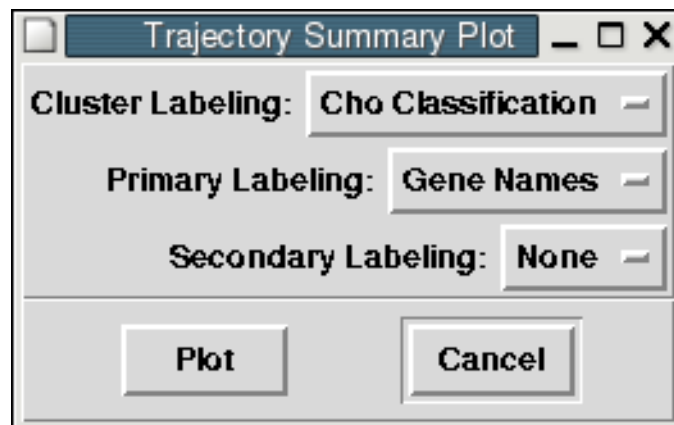 Trajectory Summary Plot
Cluster Labeling: Cho Classification
Primary Labeling: Gene Names
Secondary Labeling: None
Plot Cancel